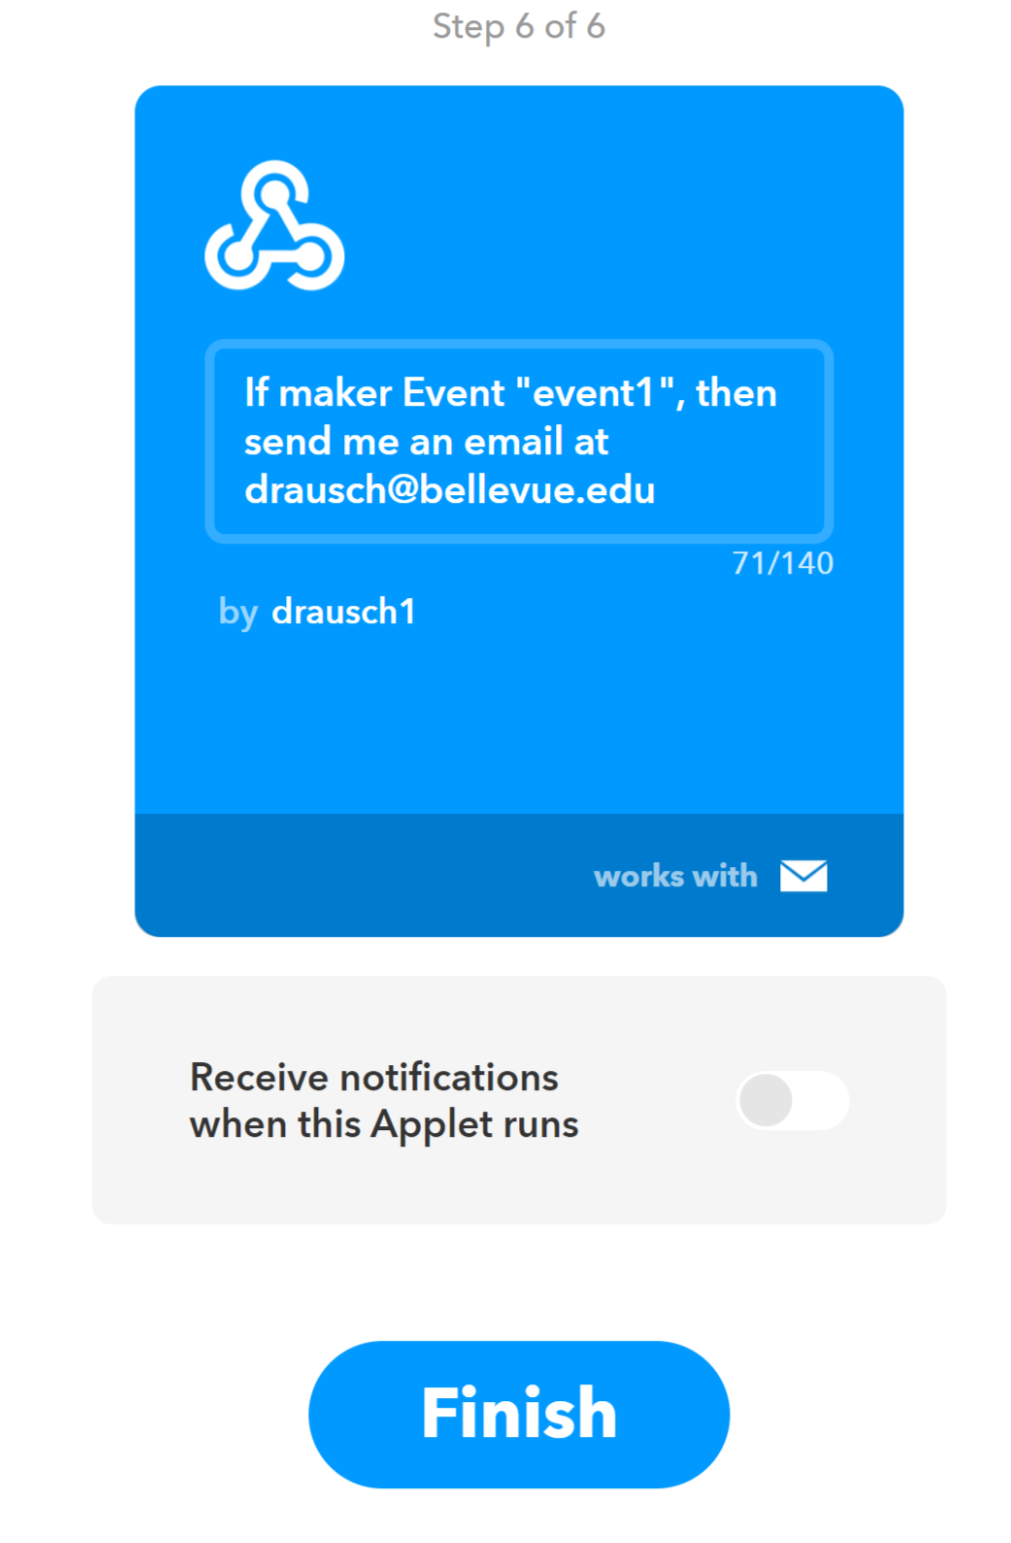 Step 6 of 6
If maker Event "event1", then
send me an email at
drausch@bellevue.edu
71/140
by drausch1
works with
Receive notifications
when this Applet runs
Finish